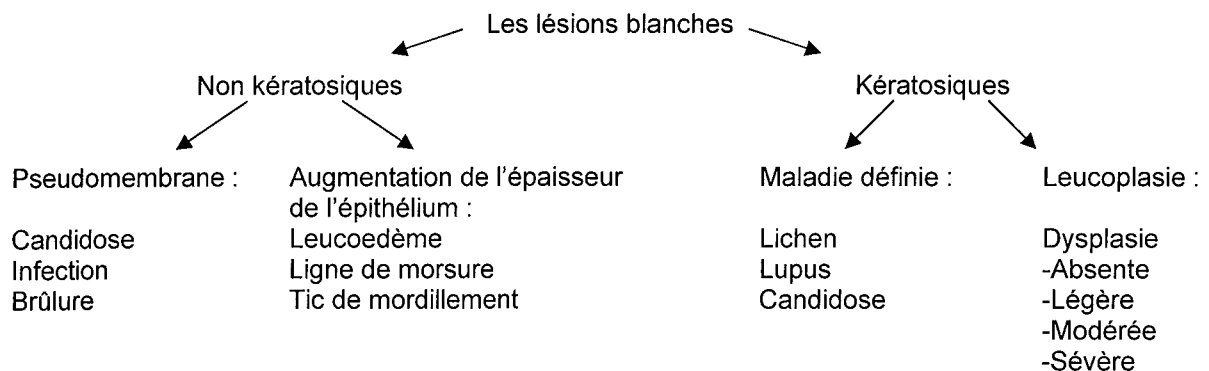 Les lésions blanches
Non kératosiques
Kératosiques
Pseudomembrane :
Candidose
Infection
Brûlure
Augmentation de l'épaisseur
de l'épithélium :
Leucoedème
Ligne de morsure
Tic de mordillement
Maladie définie :
Lichen
Lupus
Candidose
Leucoplasie :
Dysplasie
-Absente
-Légère
-Modérée
-Sévère